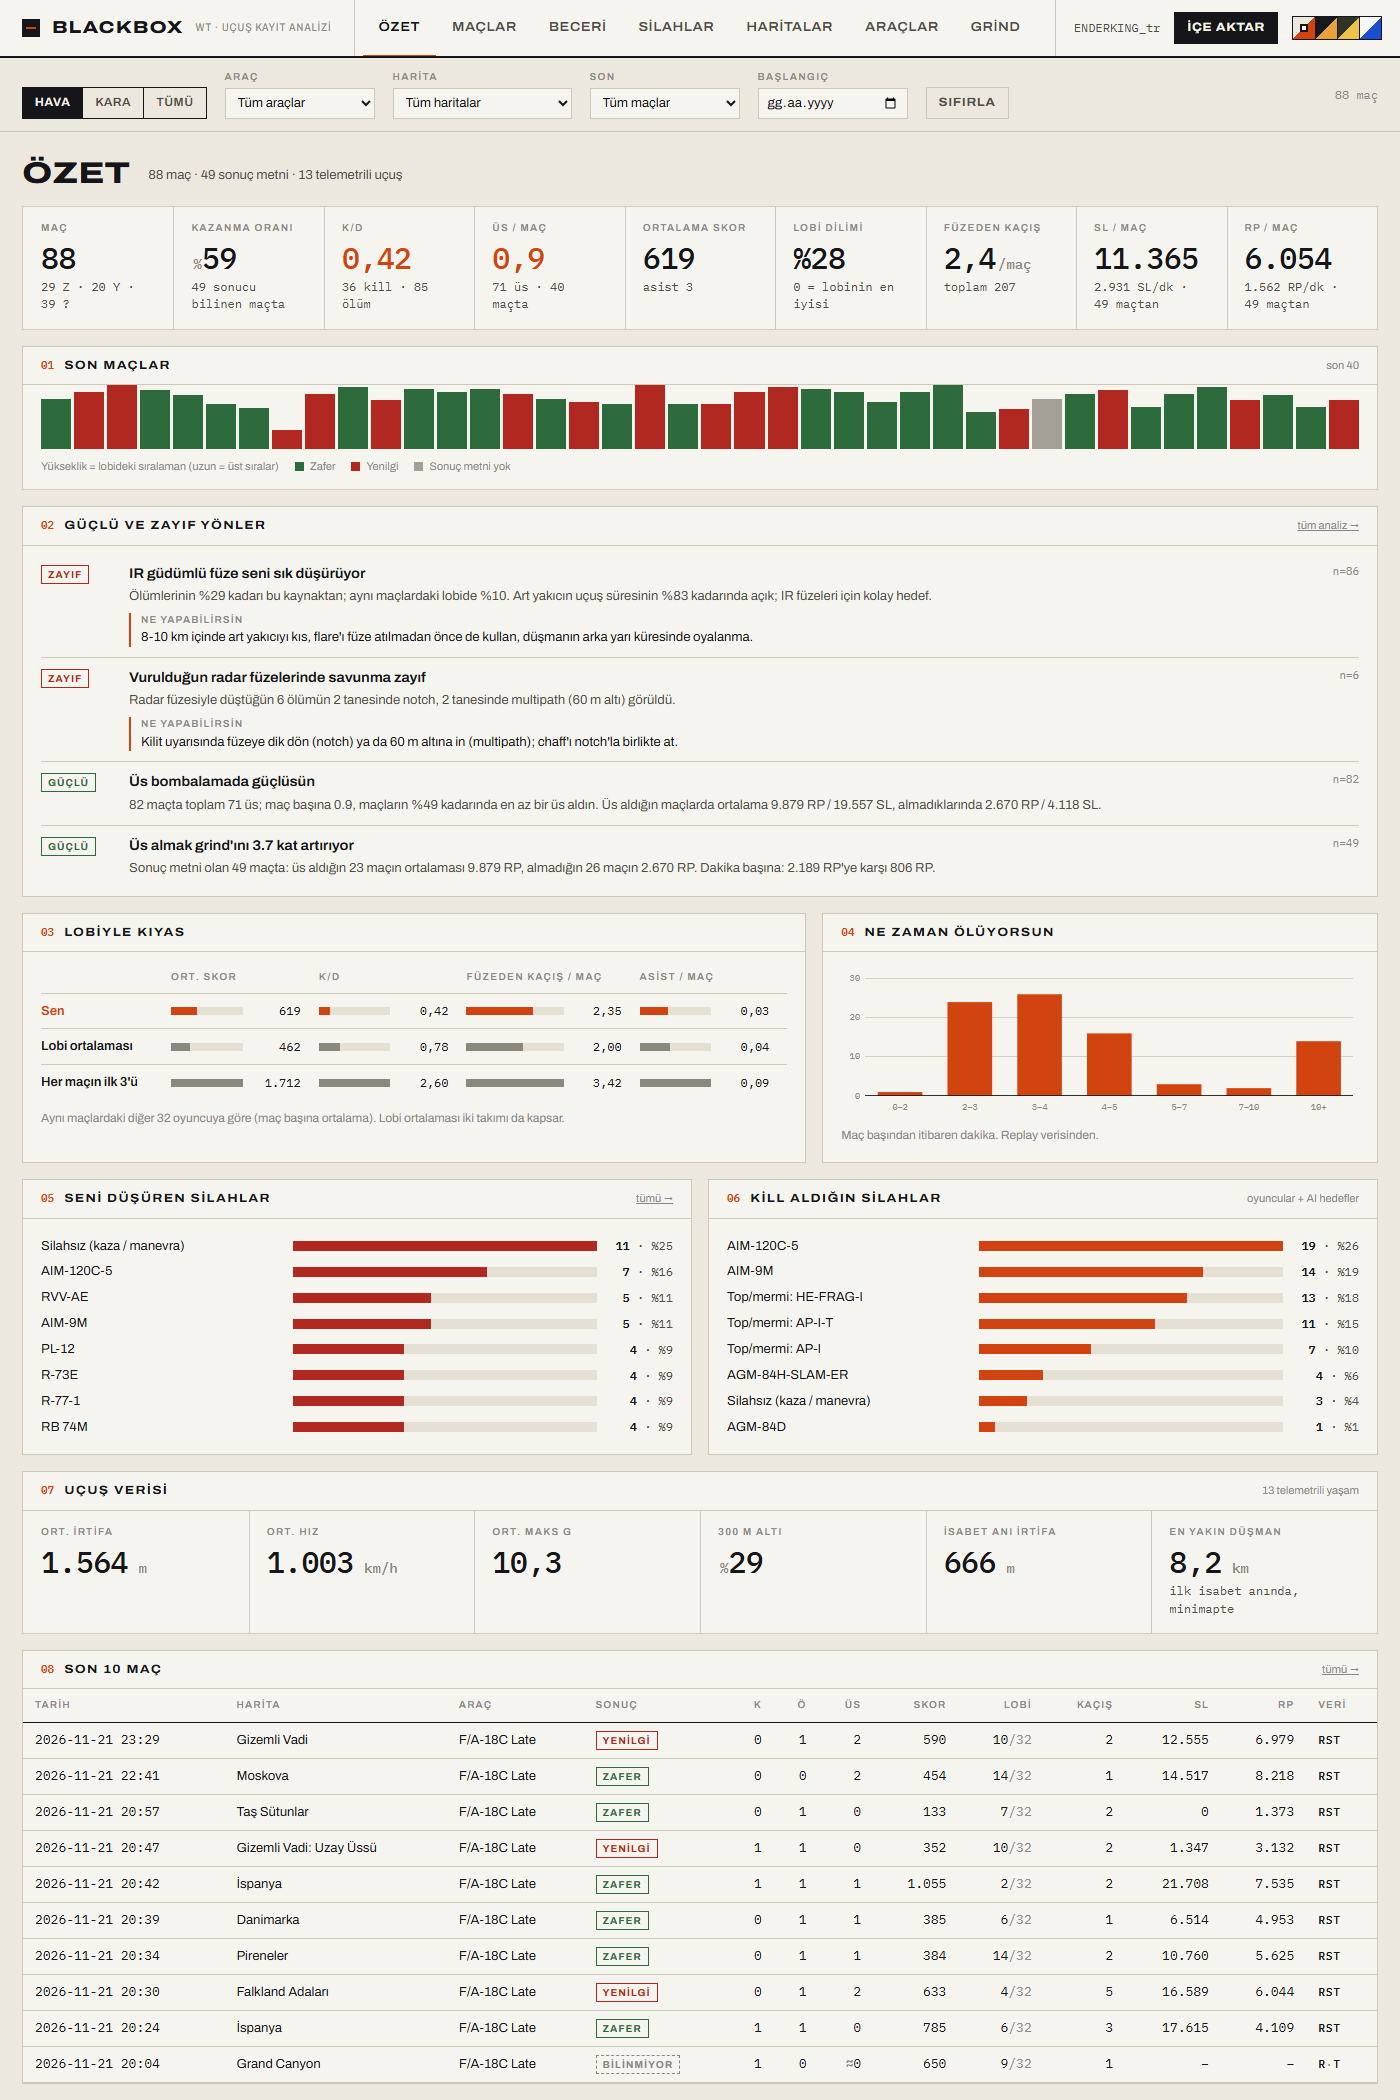 BLACKBOX WT · UÇUŞ KAYIT ANALİZİ ÖZET MAÇLAR BECERİ SİLAHLAR HARİTALAR ARAÇLAR GRİND ENDERKING_tr İÇE AKTAR
ARAÇ HARİTA SON BAŞLANGIÇ
HAVA KARA TÜMÜ Tüm araçlar Tüm haritalar Tüm maçlar gg.aa.yyyy SIFIRLA 88 maç
ÖZET 88 maç · 49 sonuç metni · 13 telemetrili uçuş
MAÇ
88
29 Z · 20 Y ·
39 ?
KAZANMA ORANI
%59
49 sonucu
bilinen maçta
K/D
0,42
36 kill · 85
ölüm
ÜS / MAÇ
0,9
71 üs · 40
maçta
ORTALAMA SKOR
619
asist 3
LOBİ DİLİMİ
%28
0 = lobinin en
iyisi
FÜZEDEN KAÇIŞ
2,4/maç
toplam 207
SL / MAÇ
11.365
2.931 SL/dk ·
49 maçtan
RP / MAÇ
6.054
1.562 RP/dk ·
49 maçtan
01 SON MAÇLAR son 40
Yükseklik = lobideki sıralaman (uzun = üst sıralar) Zafer Yenilgi Sonuç metni yok
02 GÜÇLÜ VE ZAYIF YÖNLER tüm analiz →
ZAYIF IR güdümlü füze seni sık düşürüyor n=86
Ölümlerinin %29 kadarı bu kaynaktan; aynı maçlardaki lobide %10. Art yakıcın uçuş süresinin %83 kadarında açık; IR füzeleri için kolay hedef.
NE YAPABİLİRSİN
8-10 km içinde art yakıcıyı kıs, flare'ı füze atılmadan önce de kullan, düşmanın arka yarı küresinde oyalanma.
ZAYIF Vurulduğun radar füzelerinde savunma zayıf n=6
Radar füzesiyle düştüğün 6 ölümün 2 tanesinde notch, 2 tanesinde multipath (60 m altı) görüldü.
NE YAPABİLİRSİN
Kilit uyarısında füzeye dik dön (notch) ya da 60 m altına in (multipath); chaff'ı notch'la birlikte at.
GÜÇLÜ Üs bombalamada güçlüsün n=82
82 maçta toplam 71 üs; maç başına 0.9, maçların %49 kadarında en az bir üs aldın. Üs aldığın maçlarda ortalama 9.879 RP / 19.557 SL, almadıklarında 2.670 RP / 4.118 SL.
GÜÇLÜ Üs almak grind'ını 3.7 kat artırıyor n=49
Sonuç metni olan 49 maçta: üs aldığın 23 maçın ortalaması 9.879 RP, almadığın 26 maçın 2.670 RP. Dakika başına: 2.189 RP'ye karşı 806 RP.
03 LOBİYLE KIYAS
ORT. SKOR K/D FÜZEDEN KAÇIŞ / MAÇ ASİST / MAÇ
Sen 619 0,42 2,35 0,03
Lobi ortalaması 462 0,78 2,00 0,04
Her maçın ilk 3'ü 1.712 2,60 3,42 0,09
Aynı maçlardaki diğer 32 oyuncuya göre (maç başına ortalama). Lobi ortalaması iki takımı da kapsar.
04 NE ZAMAN ÖLÜYORSUN
30
20
10
0
0–2 2–3 3–4 4–5 5–7 7–10 10+
Maç başından itibaren dakika. Replay verisinden.
05 SENİ DÜŞÜREN SİLAHLAR tümü →
Silahsız (kaza / manevra) 11 · %25
AIM-120C-5 7 · %16
RVV-AE 5 · %11
AIM-9M 5 · %11
PL-12 4 · %9
R-73E 4 · %9
R-77-1 4 · %9
RB 74M 4 · %9
06 KİLL ALDIĞIN SİLAHLAR oyuncular + AI hedefler
AIM-120C-5 19 · %26
AIM-9M 14 · %19
Top/mermi: HE-FRAG-I 13 · %18
Top/mermi: AP-I-T 11 · %15
Top/mermi: AP-I 7 · %10
AGM-84H-SLAM-ER 4 · %6
Silahsız (kaza / manevra) 3 · %4
AGM-84D 1 · %1
07 UÇUŞ VERİSİ 13 telemetrili yaşam
ORT. İRTİFA
1.564 m
ORT. HIZ
1.003 km/h
ORT. MAKS G
10,3
300 M ALTI
%29
İSABET ANI İRTİFA
666 m
EN YAKIN DÜŞMAN
8,2 km
ilk isabet anında,
minimapte
08 SON 10 MAÇ tümü →
TARİH HARİTA ARAÇ SONUÇ K Ö ÜS SKOR LOBİ KAÇIŞ SL RP VERİ
2026-11-21 23:29 Gizemli Vadi F/A-18C Late YENİLGİ 0 1 2 590 10/32 2 12.555 6.979 RST
2026-11-21 22:41 Moskova F/A-18C Late ZAFER 0 0 2 454 14/32 1 14.517 8.218 RST
2026-11-21 20:57 Taş Sütunlar F/A-18C Late ZAFER 0 1 0 133 7/32 2 0 1.373 RST
2026-11-21 20:47 Gizemli Vadi: Uzay Üssü F/A-18C Late YENİLGİ 1 1 0 352 10/32 2 1.347 3.132 RST
2026-11-21 20:42 İspanya F/A-18C Late ZAFER 1 1 1 1.055 2/32 2 21.708 7.535 RST
2026-11-21 20:39 Danimarka F/A-18C Late ZAFER 0 1 1 385 6/32 1 6.514 4.953 RST
2026-11-21 20:34 Pireneler F/A-18C Late ZAFER 0 1 1 384 14/32 2 10.760 5.625 RST
2026-11-21 20:30 Falkland Adaları F/A-18C Late YENİLGİ 0 1 2 633 4/32 5 16.589 6.044 RST
2026-11-21 20:24 İspanya F/A-18C Late ZAFER 1 1 0 785 6/32 3 17.615 4.109 RST
2026-11-21 20:04 Grand Canyon F/A-18C Late BİLİNMİYOR 1 0 ≈0 650 9/32 1 – – R·T